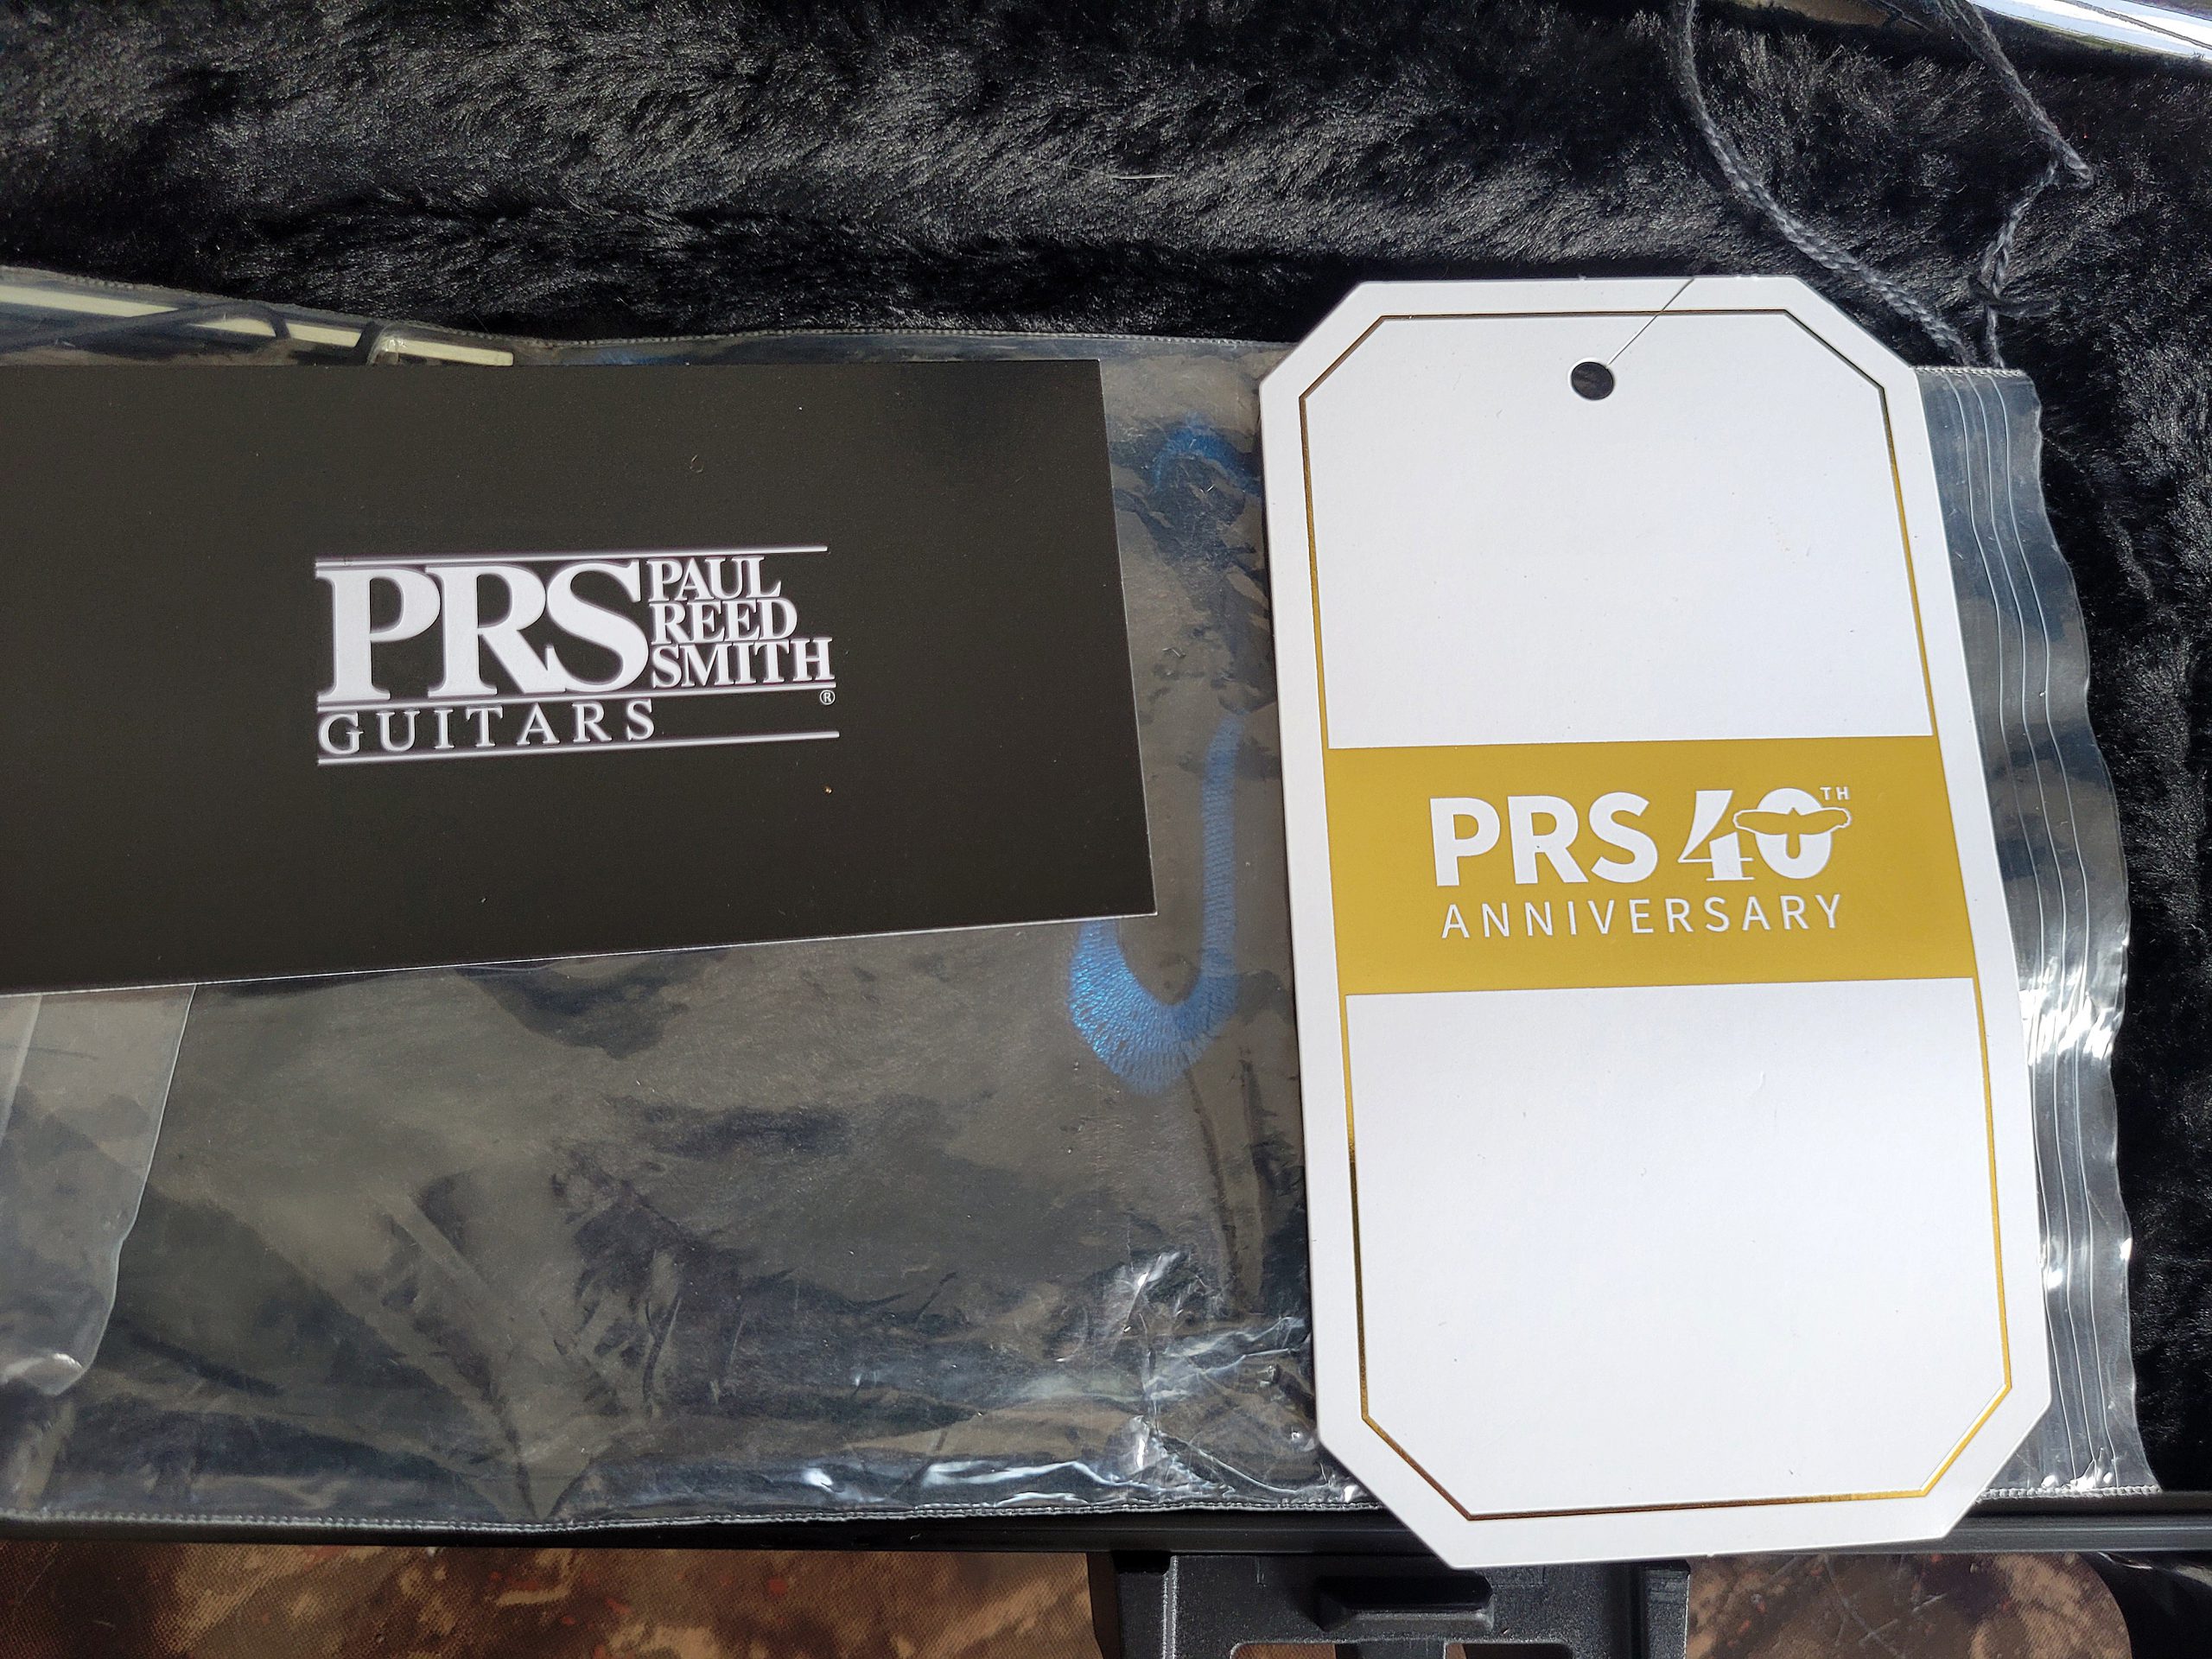 PRS PAUL
REED
SMITH
®
GUITARS
PRS 40TH
ANNIVERSARY